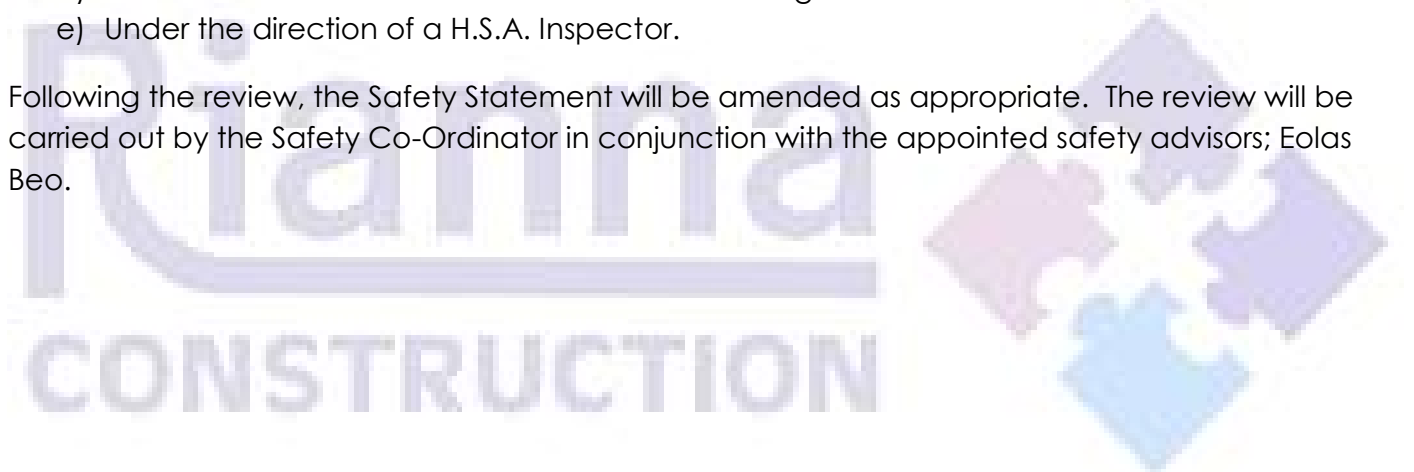 e) Under the direction of a H.S.A. Inspector.
Following the review, the Safety Statement will be amended as appropriate.  The review will be
carried out by the Safety Co-Ordinator in conjunction with the appointed safety advisors; Eolas
Beo.
Rianna
CONSTRUCTION